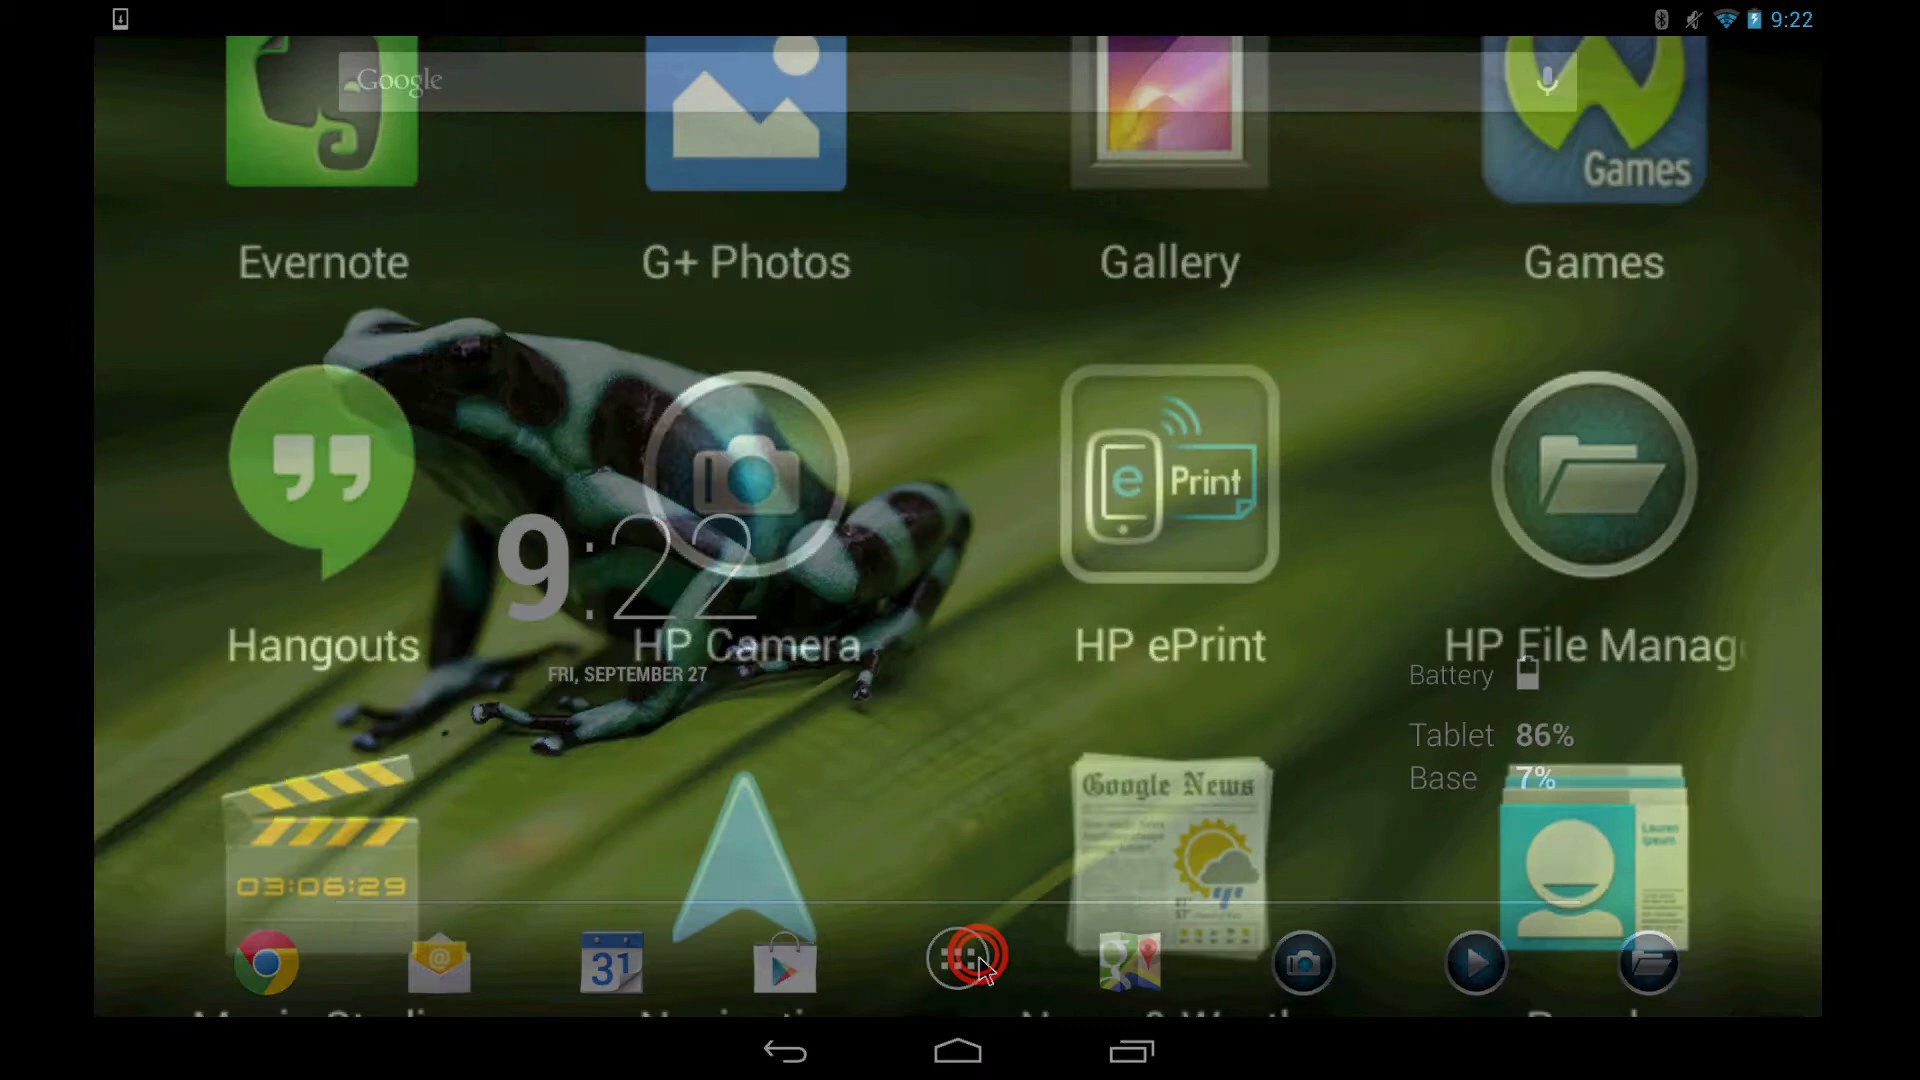 9:22
Google
Games
Evernote
G+ Photos
Gallery
Games
e Print
9:22
Hangouts
HP Camera
HP ePrint
HP File Manag
FRI, SEPTEMBER 27
Battery
Tablet 86%
Base 7%
Google News
03:06:29
@
31